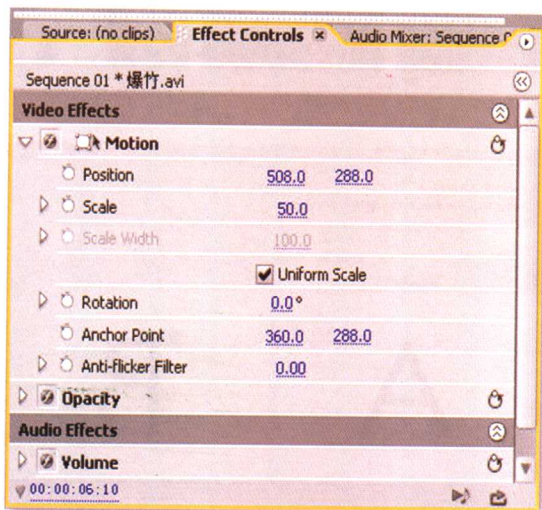 Source: (no clips) Effect Controls × Audio Mixer: Sequence 0
Sequence 01 * 爆竹.avi
Video Effects
Motion
Position 508.0 288.0
Scale 50.0
Scale Width 100.0
Uniform Scale
Rotation 0.0°
Anchor Point 360.0 288.0
Anti-flicker Filter 0.00
Opacity
Audio Effects
Volume
00:00:06:10